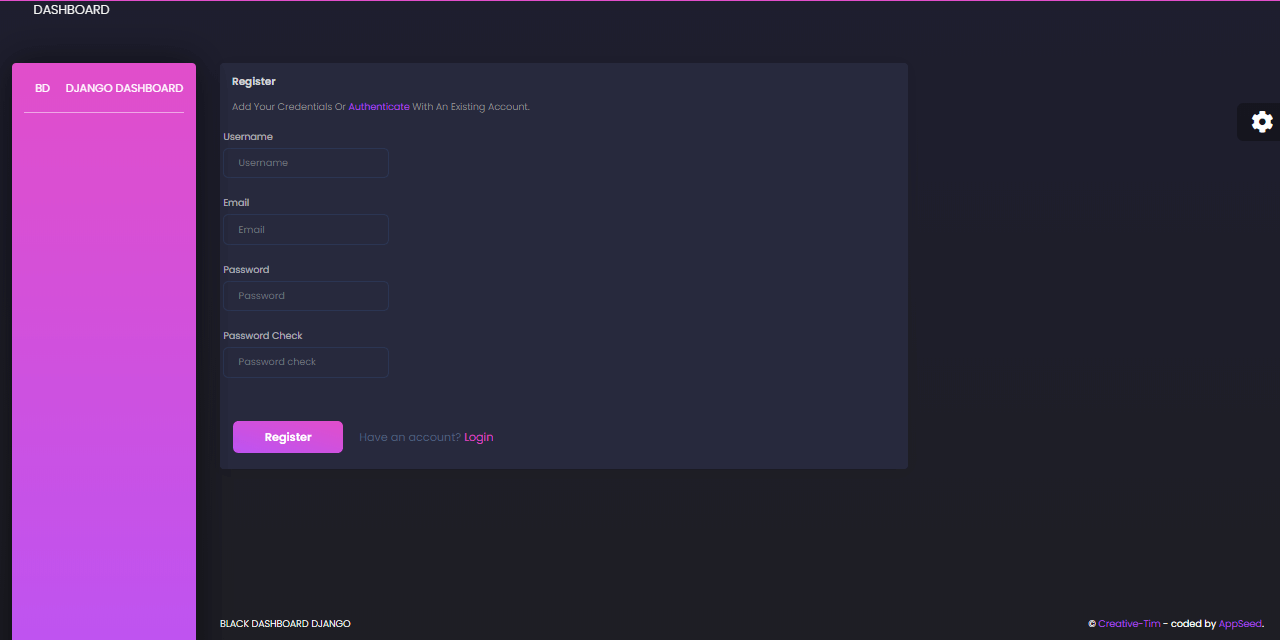 DASHBOARD
BD DJANGO DASHBOARD
Register
Add Your Credentials Or Authenticate With An Existing Account.
Username
Username
Email
Email
Password
Password
Password Check
Password check
Register Have an account? Login
BLACK DASHBOARD DJANGO
© Creative-Tim - coded by AppSeed.